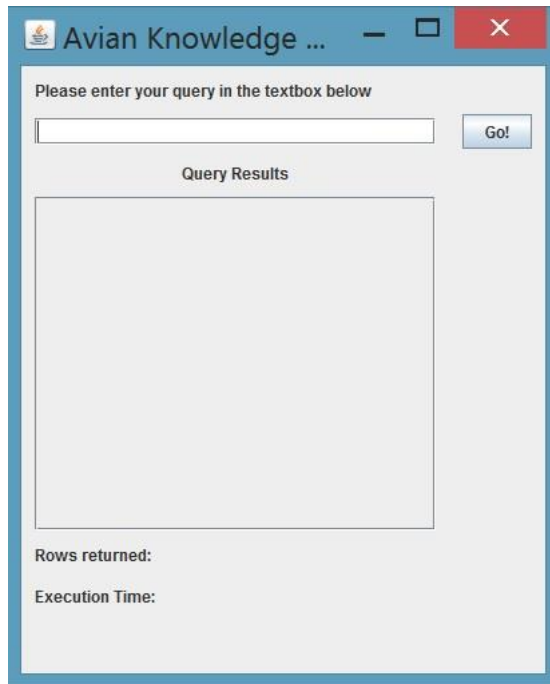 Avian Knowledge ...
Please enter your query in the textbox below
Go!
Query Results
Rows returned:
Execution Time: